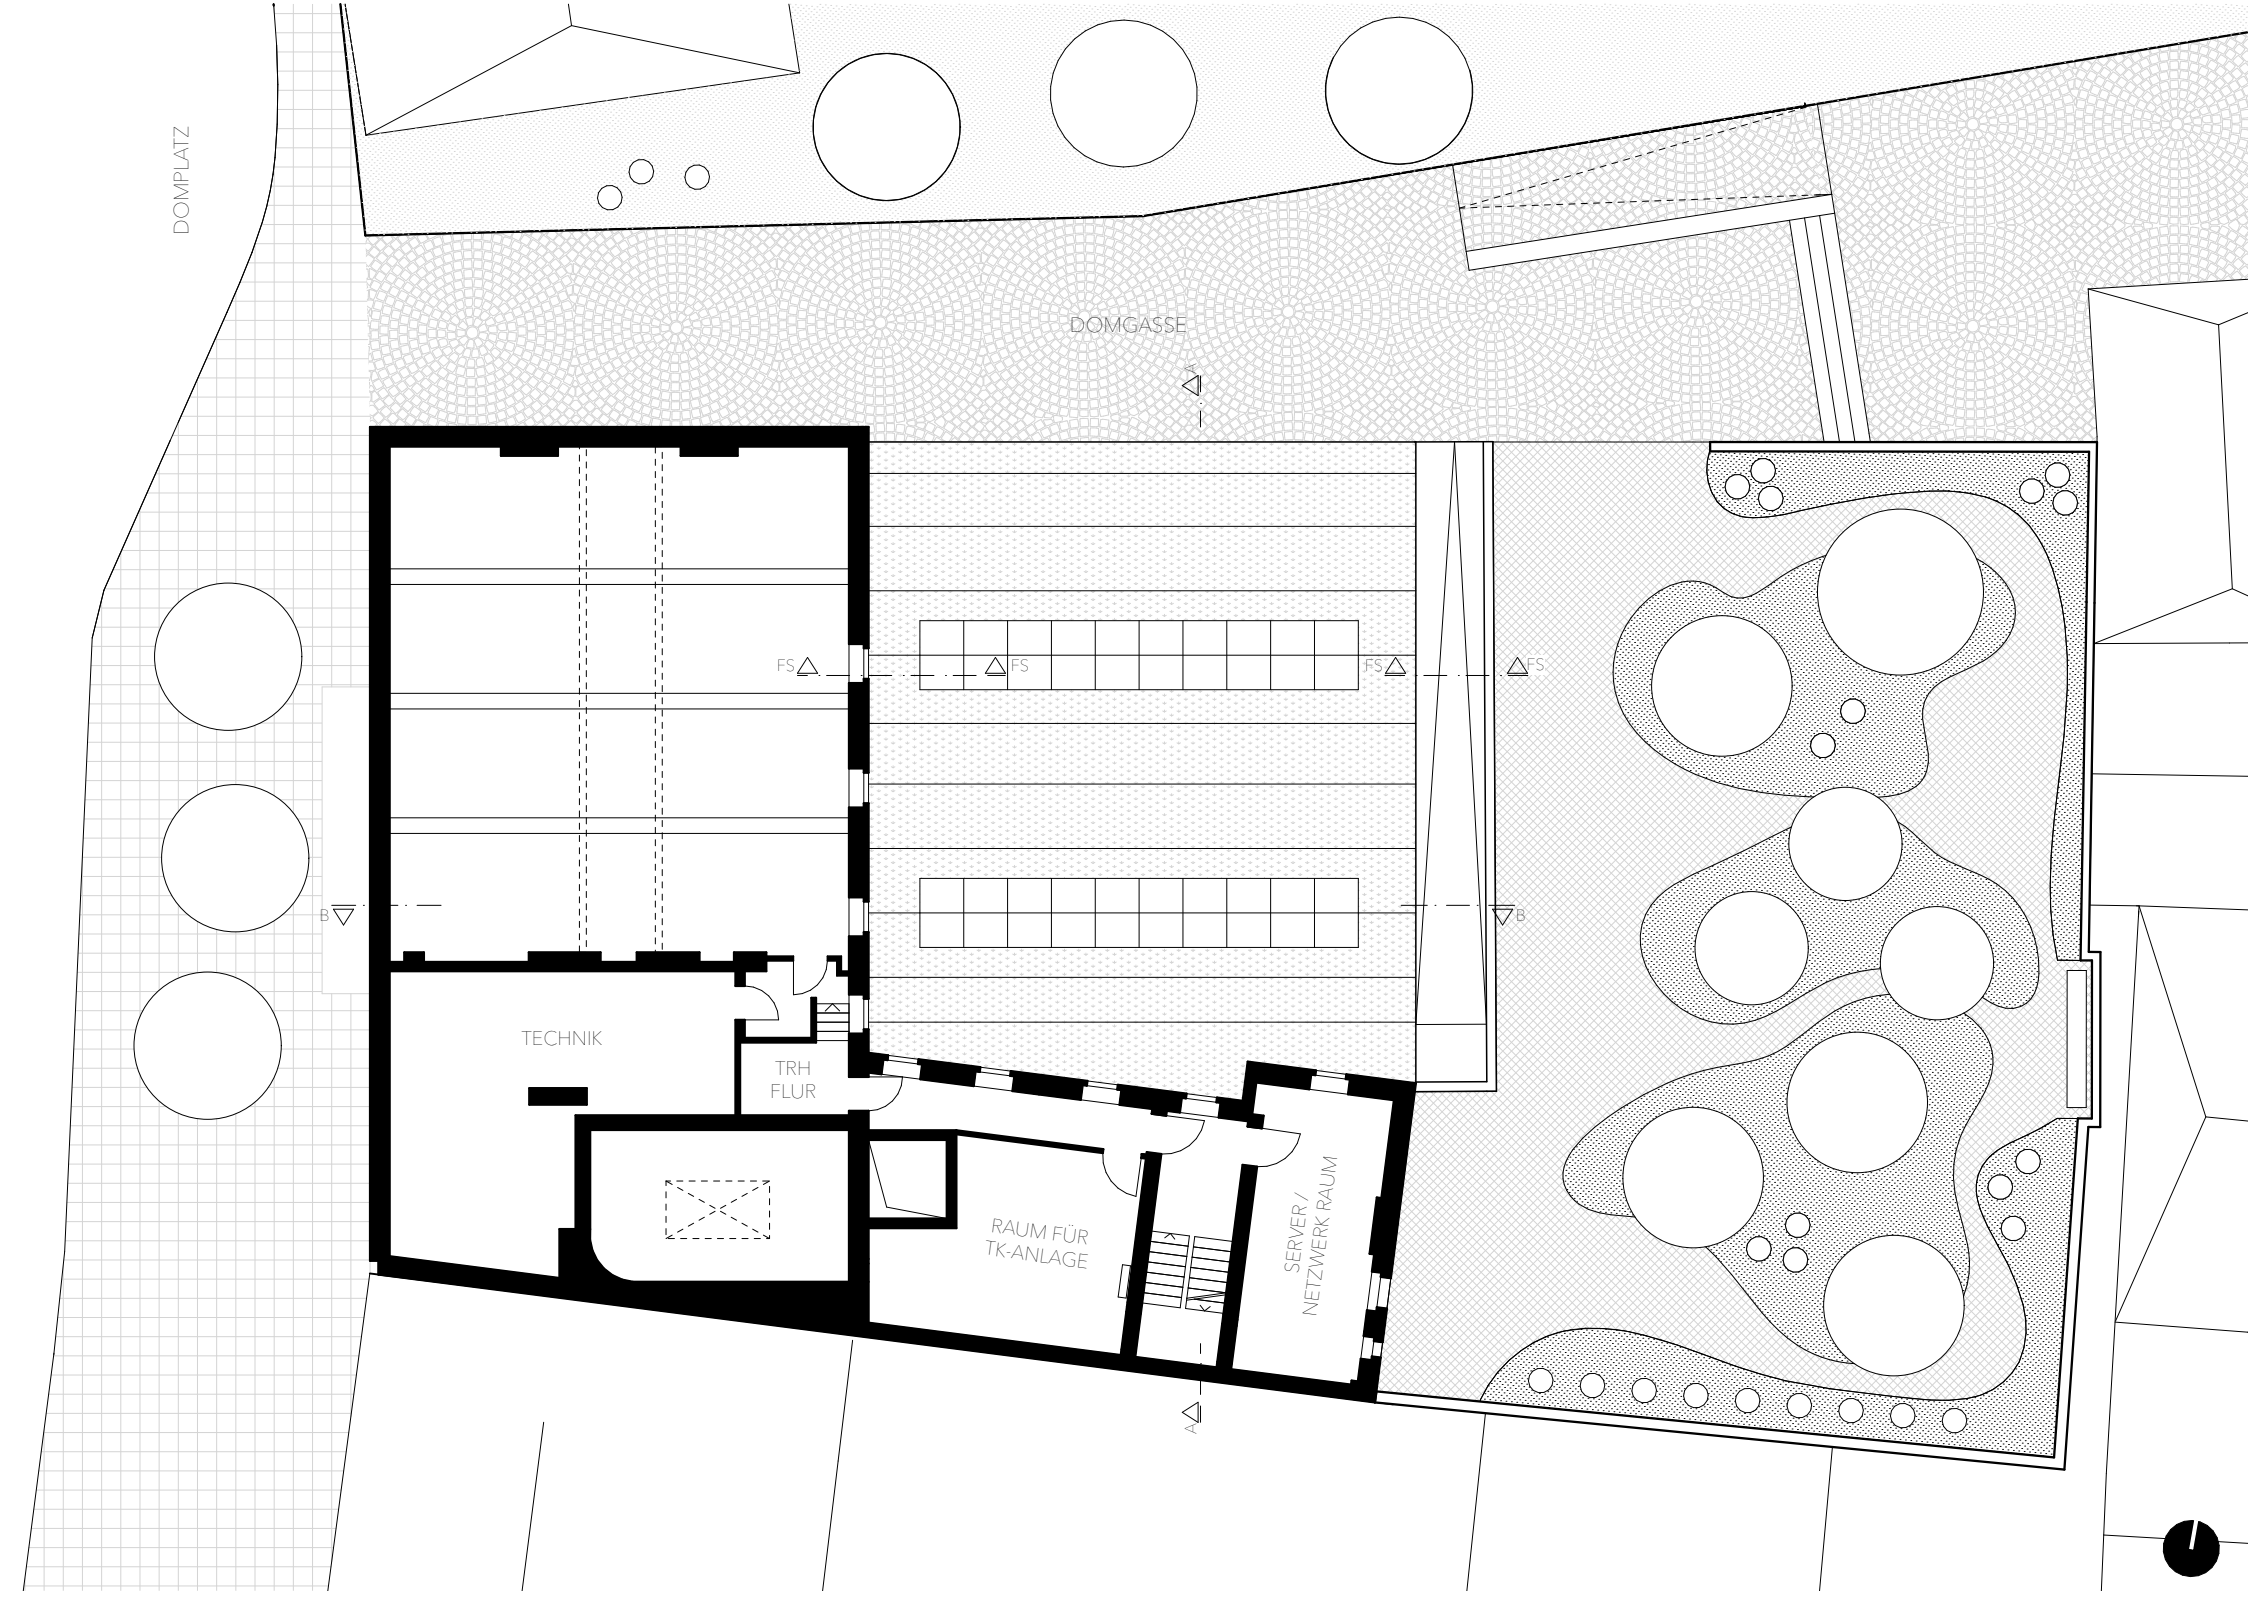 DOMPLATZ
DOMGASSE
A
FS
FS
FS
FS
B
B
TECHNIK
TRH
FLUR
RAUM FÜR
TK-ANLAGE
SERVER /
NETZWERK RAUM
A